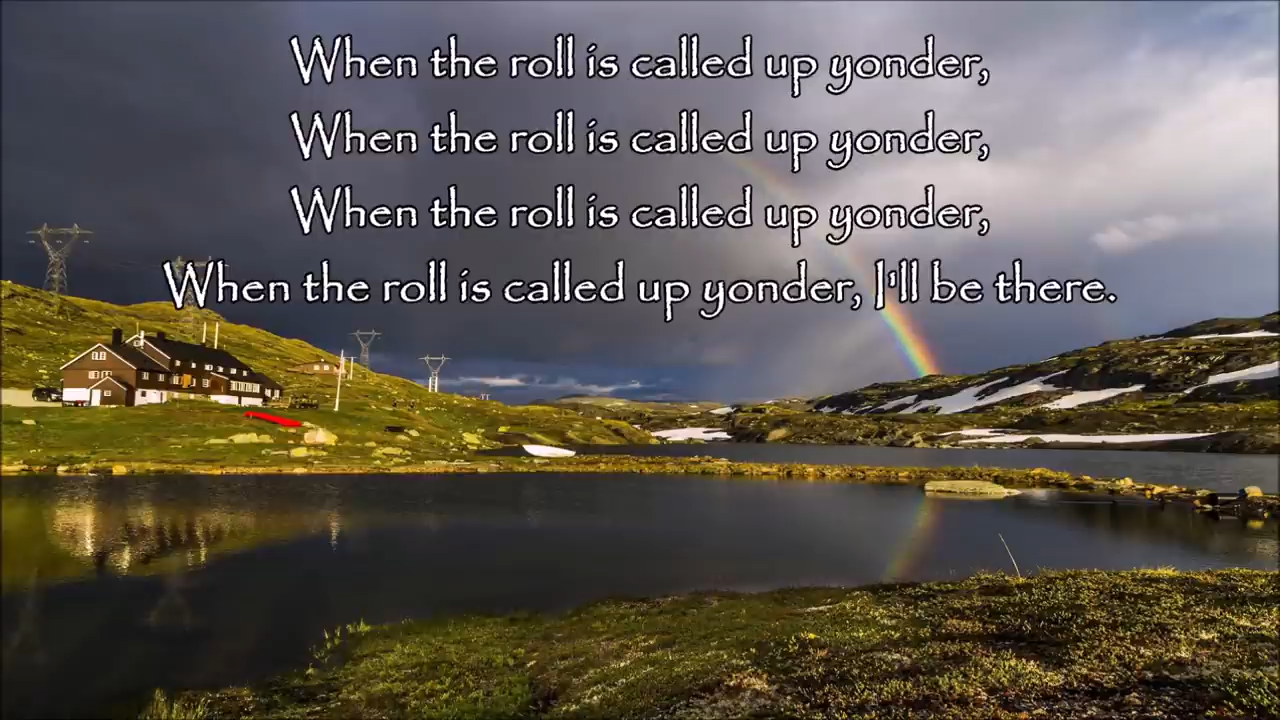 When the roll is called up yonder,
When the roll is called up yonder,
When the roll is called up yonder,
When the roll is called up yonder, I'll be there.